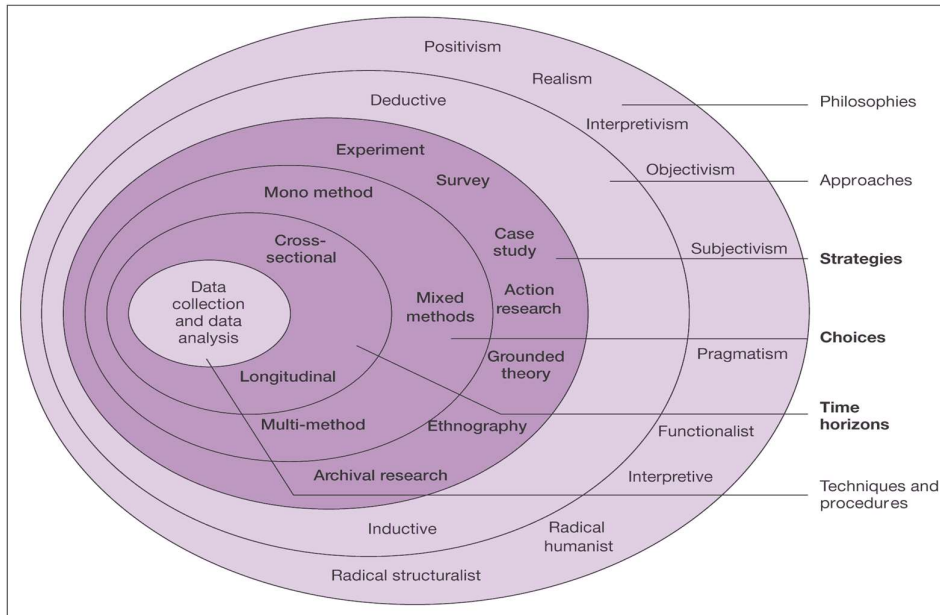 Positivism
Realism
Philosophies
Deductive
Interpretivism
Experiment
Objectivism
Approaches
Mono method
Survey
Cross-
sectional
Case
study
Subjectivism
Strategies
Data
collection
and data
analysis
Mixed
methods
Action
research
Choices
Grounded
theory
Pragmatism
Longitudinal
Time
horizons
Multi-method
Ethnography
Functionalist
Archival research
Interpretive
Techniques and
procedures
Inductive
Radical
humanist
Radical structuralist